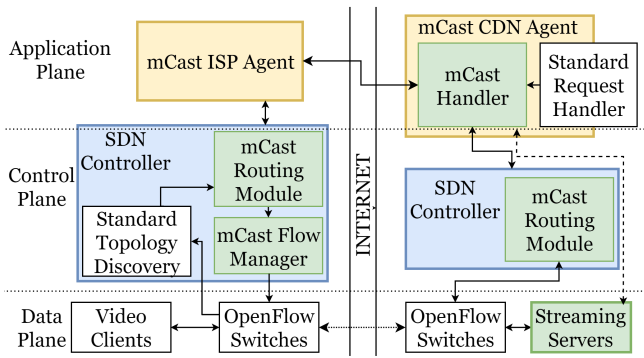 Application
Plane
mCast ISP Agent
mCast CDN Agent
mCast
Handler
Standard
Request
Handler
Control
Plane
SDN
Controller
mCast
Routing
Module
Standard
Topology
Discovery
mCast Flow
Manager
INTERNET
SDN
Controller
mCast
Routing
Module
Data
Plane
Video
Clients
OpenFlow
Switches
OpenFlow
Switches
Streaming
Servers